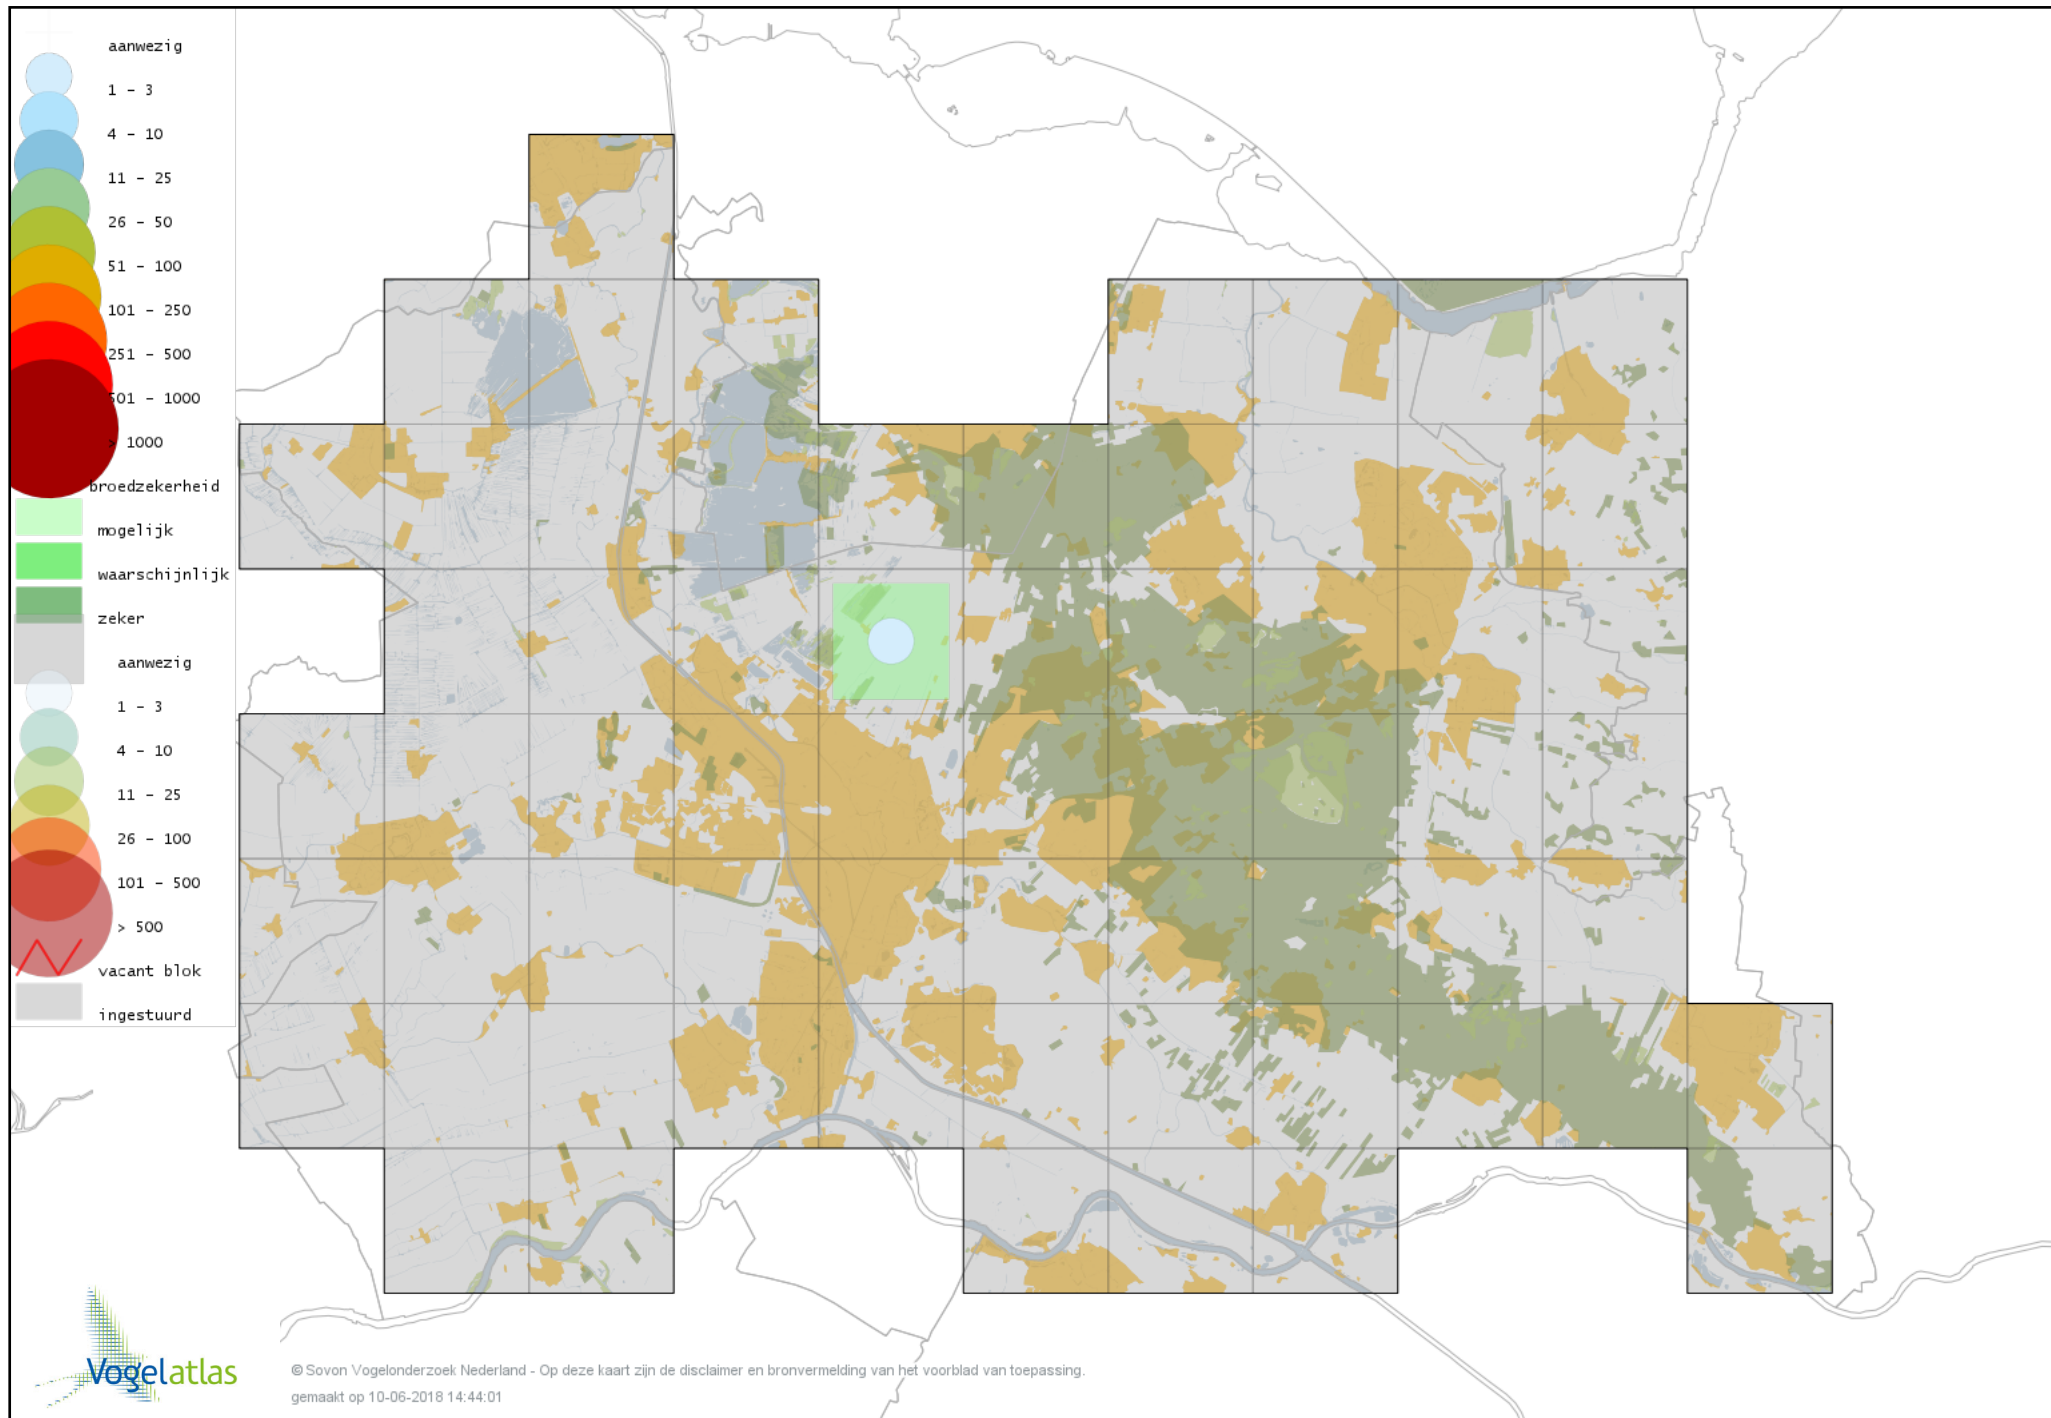 aanwezig
1 - 3
4 - 10
11 - 25
26 - 50
51 - 100
101 - 250
251 - 500
501 - 1000
> 1000
broedzekerheid
mogelijk
waarschijnlijk
zeker
aanwezig
1 - 3
4 - 10
11 - 25
26 - 100
101 - 500
> 500
vacant blok
ingestuurd
Vogelatlas
© Sovon Vogelonderzoek Nederland - Op deze kaart zijn de disclaimer en bronvermelding van het voorblad van toepassing.
gemaakt op 10-06-2018 14:44:01